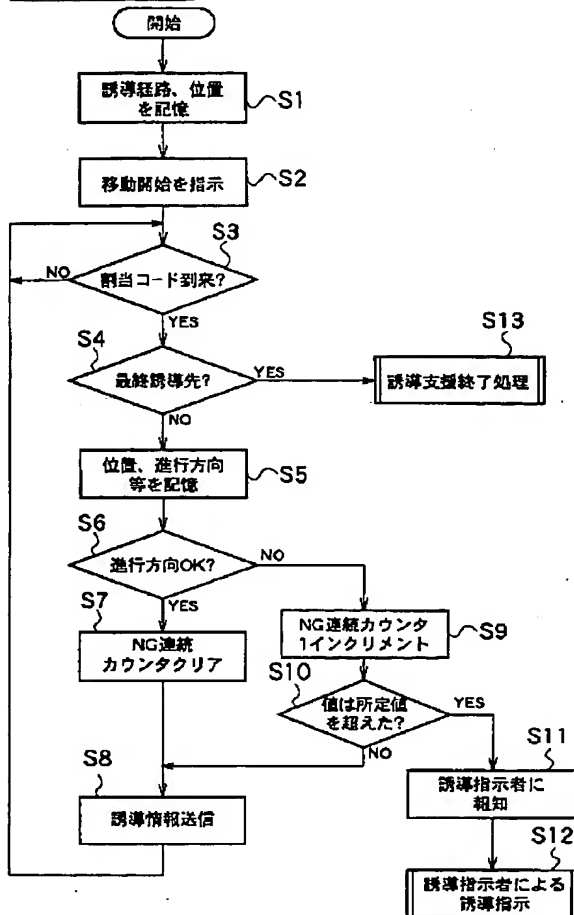 開始
誘導経路、位置
を記憶
S1
移動開始を指示
S2
S3
割当コード到来?
NO
YES
S4
最終誘導先?
YES
NO
S13
誘導支援終了処理
位置、進行方向
等を記憶
S5
S6
進行方向OK?
NO
YES
S7
NG連続
カウンタクリア
NG連続カウンタ
1インクリメント
S9
S10
値は所定値
を超えた?
YES
NO
S8
誘導情報送信
S11
誘導指示者に
報知
S12
誘導指示者による
誘導指示